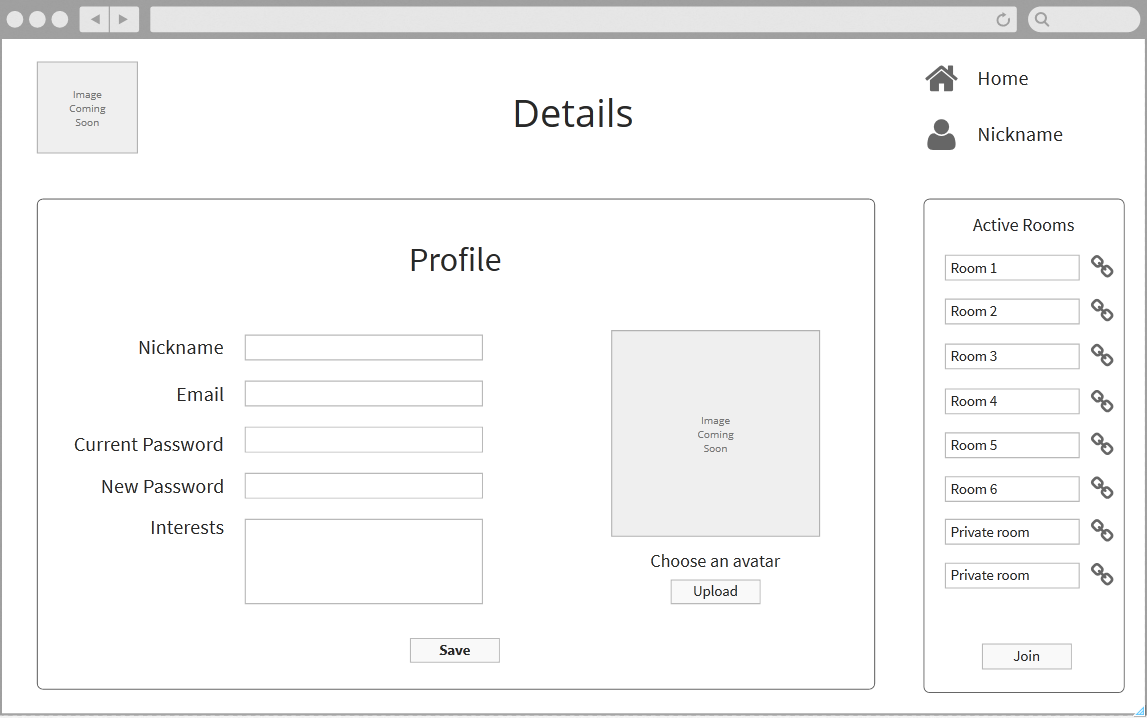 Image
Coming
Soon
Details
Home
Nickname
Profile
Nickname
Email
Current Password
New Password
Interests
Image
Coming
Soon
Choose an avatar
Upload
Save
Active Rooms
Room 1
Room 2
Room 3
Room 4
Room 5
Room 6
Private room
Private room
Join